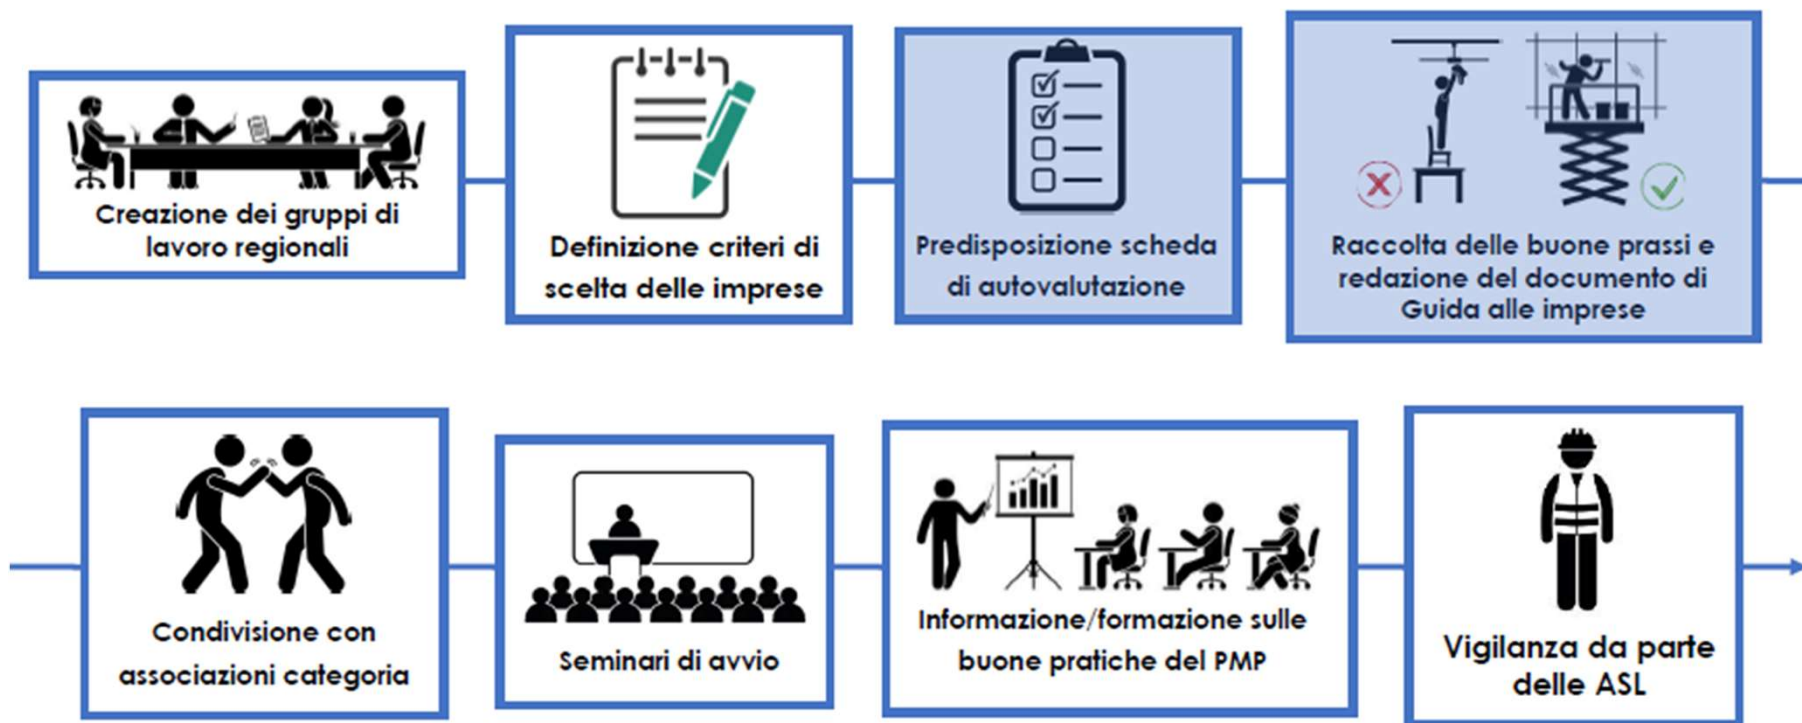 Creazione dei gruppi di
lavoro regionali
Definizione criteri di
scelta delle imprese
Predisposizione scheda
di autovalutazione
Raccolta delle buone prassi e
redazione del documento di
Guida alle imprese
Condivisione con
associazioni categoria
Seminari di avvio
Informazione/formazione sulle
buone pratiche del PMP
Vigilanza da parte
delle ASL